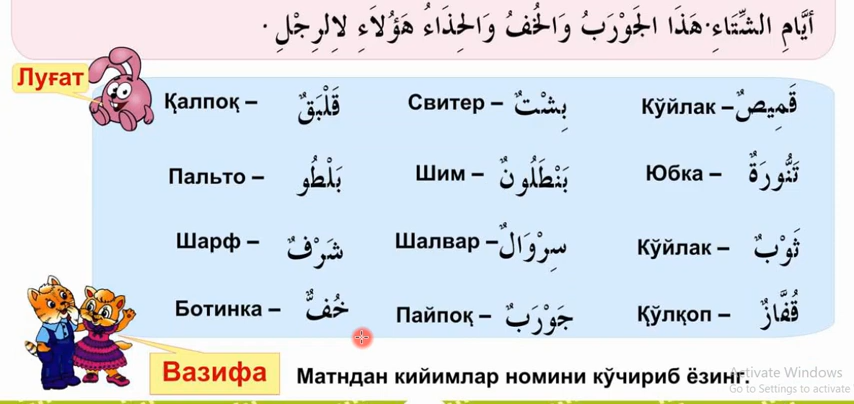 أَيَّامِ الشِّتَاءِ. هَذَا الْجَوْرَبُ وَالْخُفُّ وَالْحِذَاءُ هَؤُلَاءِ لِالرِجْلِ.
Луғат
Қалпоқ – قَلْبَقٌ Свитер – بِشْتٌ Кўйлак – قَمِيصٌ
Пальто – بَلْطُو Шим – بَنْطَلُونٌ Юбка – تَنُّورَةٌ
Шарф – شَرْفٌ Шалвар – سِرْوَالٌ Кўйлак – ثَوْبٌ
Ботинка – خُفٌّ Пайпоқ – جَوْرَبٌ Қўлқоп – قُفَّازٌ
Вазифа Матндан кийимлар номини кўчириб ёзинг.
Activate Windows
Go to Settings to activate